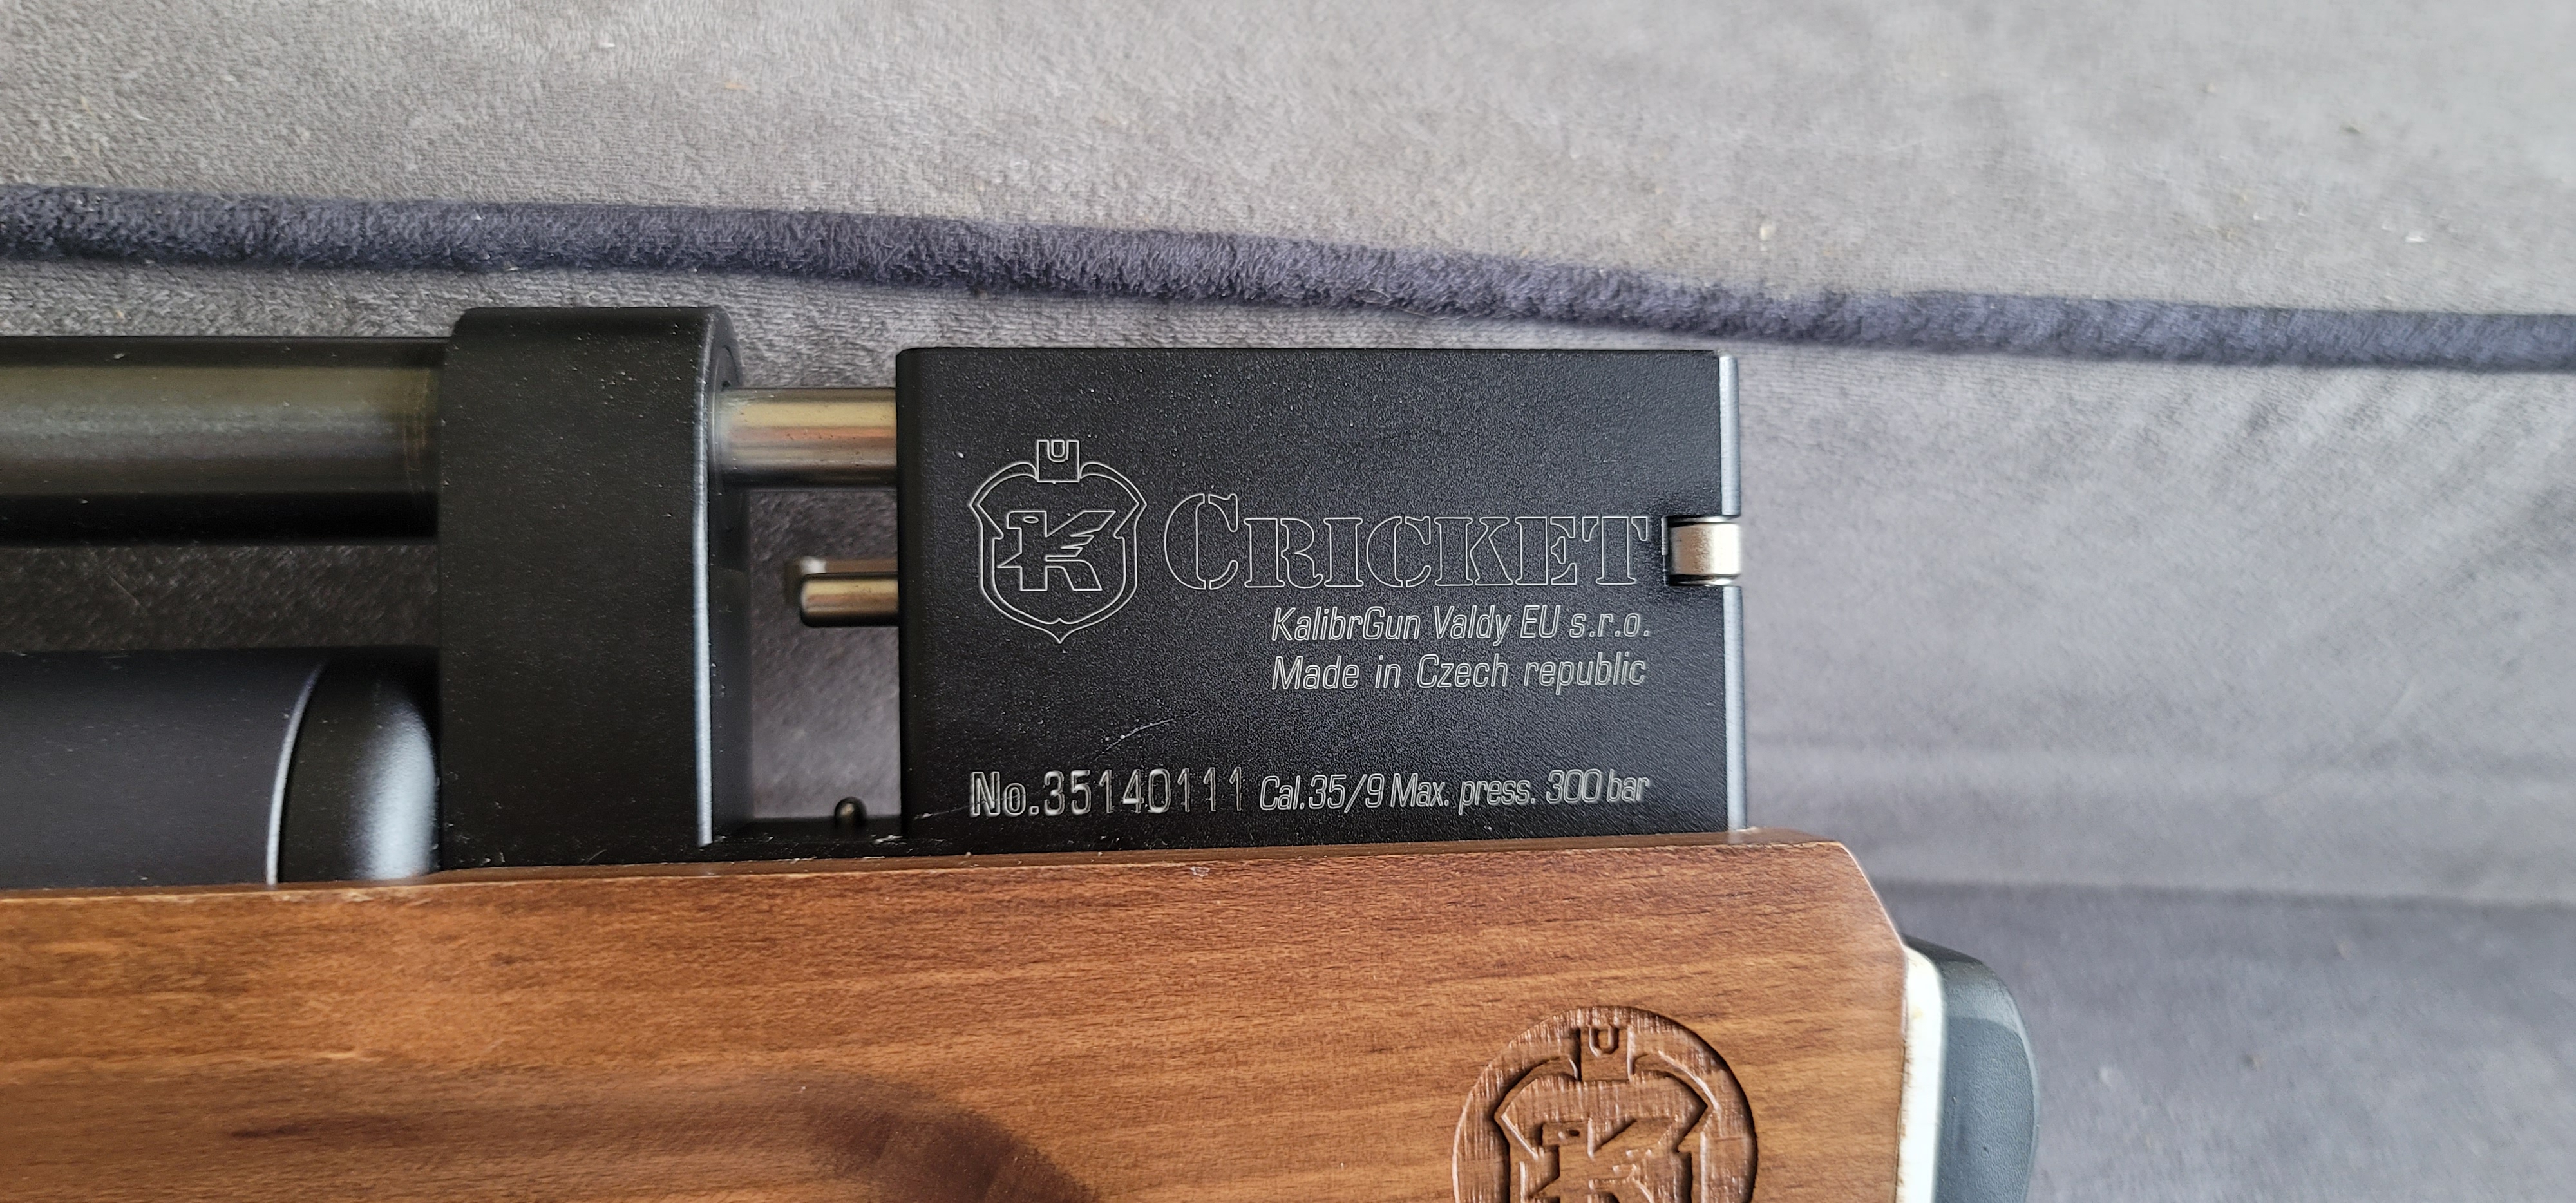 U
K
CRICKET
KalibrGun Valdy EU s.r.o.
Made in Czech republic
No.35140111 Cal.35/9 Max. press. 300 bar
U
K